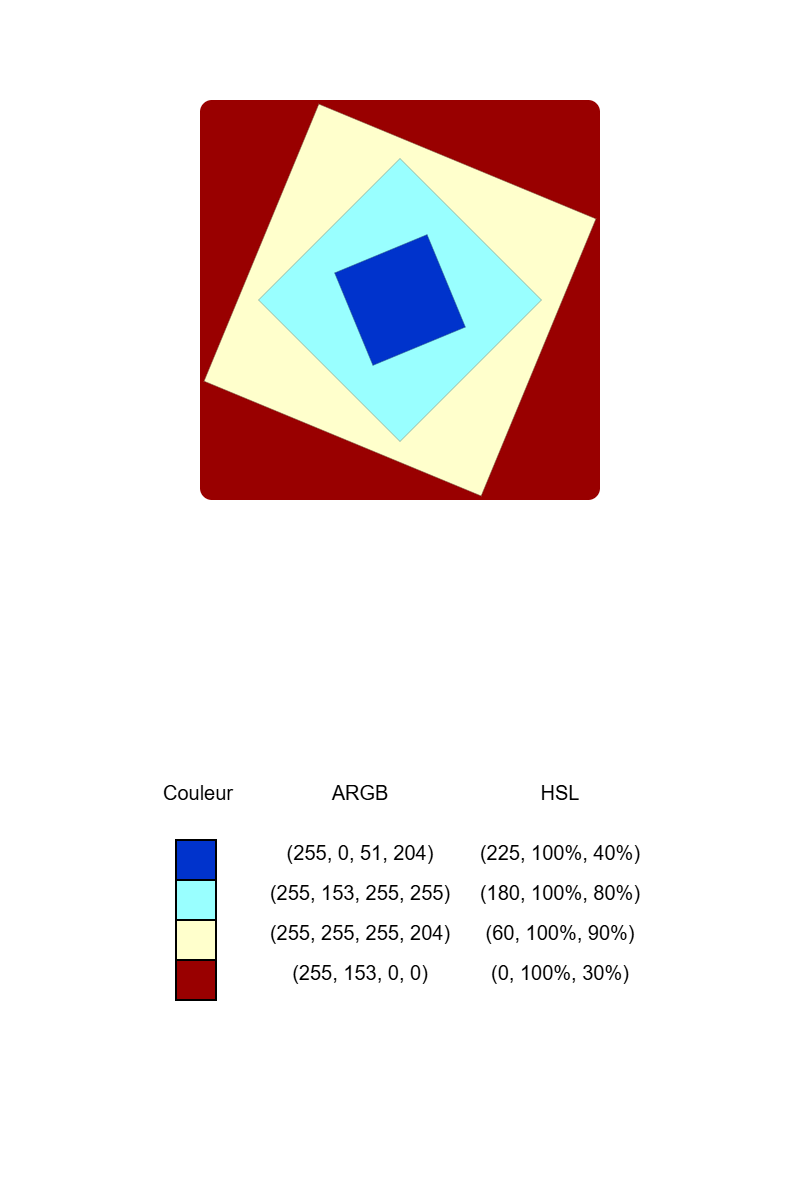 Couleur ARGB HSL
(255, 0, 51, 204) (225, 100%, 40%)
(255, 153, 255, 255) (180, 100%, 80%)
(255, 255, 255, 204) (60, 100%, 90%)
(255, 153, 0, 0) (0, 100%, 30%)